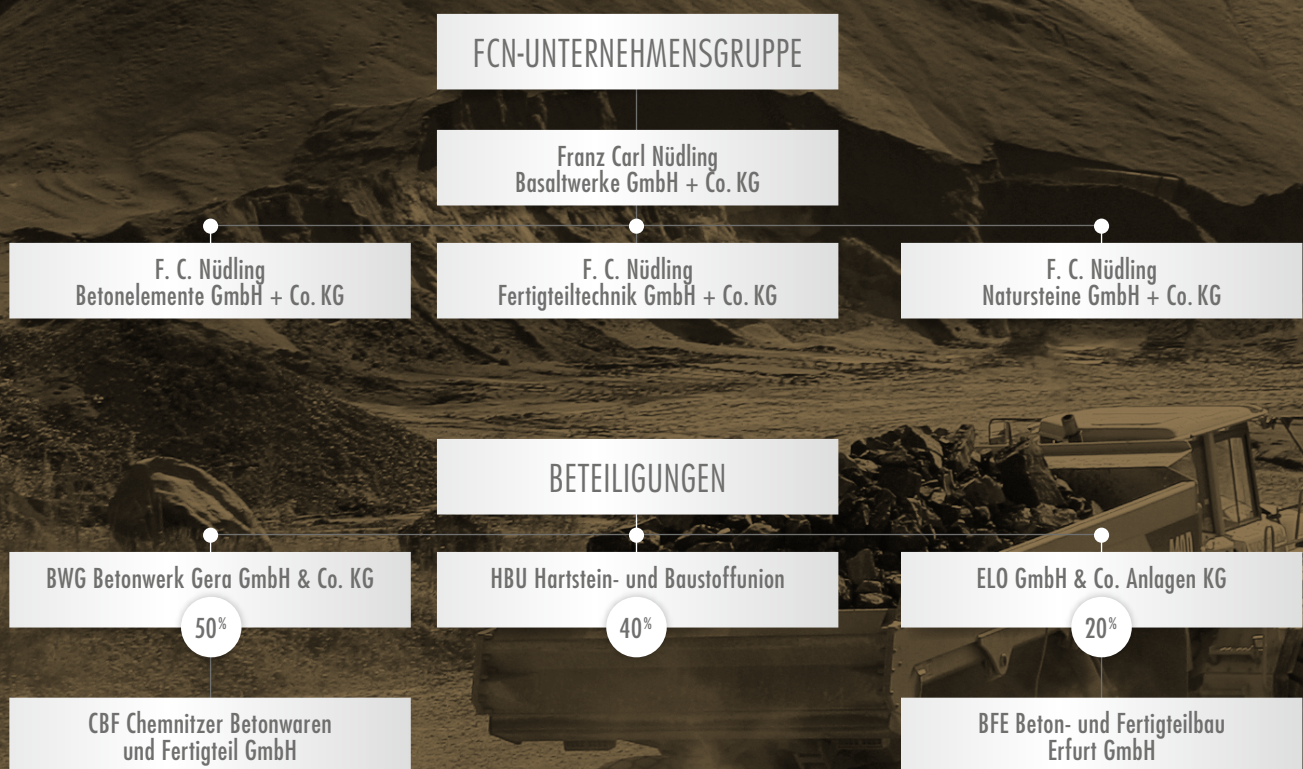 FCN-UNTERNEHMENSGRUPPE
Franz Carl Nüdling
Basaltwerke GmbH + Co. KG
F. C. Nüdling
Betonelemente GmbH + Co. KG
F. C. Nüdling
Fertigteiltechnik GmbH + Co. KG
F. C. Nüdling
Natursteine GmbH + Co. KG
BETEILIGUNGEN
BWG Betonwerk Gera GmbH & Co. KG
50%
HBU Hartstein- und Baustoffunion
40%
ELO GmbH & Co. Anlagen KG
20%
CBF Chemnitzer Betonwaren
und Fertigteil GmbH
BFE Beton- und Fertigteilbau
Erfurt GmbH